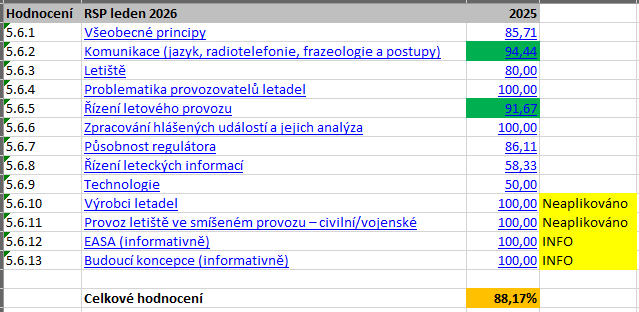 Hodnocení RSP leden 2026 2025
5.6.1 Všeobecné principy 85,71
5.6.2 Komunikace (jazyk, radiotelefonie, frazeologie a postupy) 94,44
5.6.3 Letiště 80,00
5.6.4 Problematika provozovatelů letadel 100,00
5.6.5 Řízení letového provozu 91,67
5.6.6 Zpracování hlášených událostí a jejich analýza 100,00
5.6.7 Působnost regulátora 86,11
5.6.8 Řízení leteckých informací 58,33
5.6.9 Technologie 50,00
5.6.10 Výrobci letadel 100,00 Neaplikováno
5.6.11 Provoz letiště ve smíšeném provozu – civilní/vojenské 100,00 Neaplikováno
5.6.12 EASA (informativně) 100,00 INFO
5.6.13 Budoucí koncepce (informativně) 100,00 INFO
Celkové hodnocení 88,17%